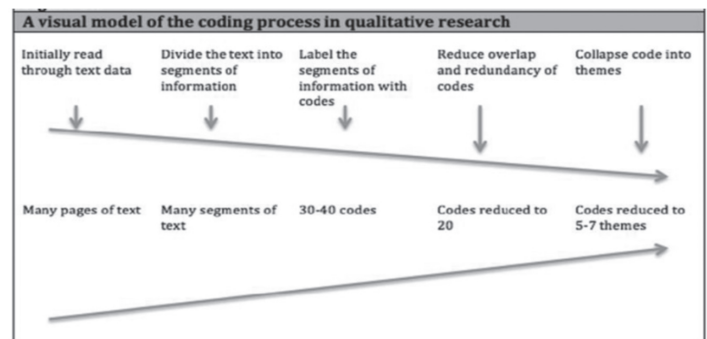 A visual model of the coding process in qualitative research
Initially read
through text data
Divide the text into
segments of
information
Label the
segments of
information with
codes
Reduce overlap
and redundancy of
codes
Collapse code into
themes
Many pages of text
Many segments of
text
30-40 codes
Codes reduced to
20
Codes reduced to
5-7 themes